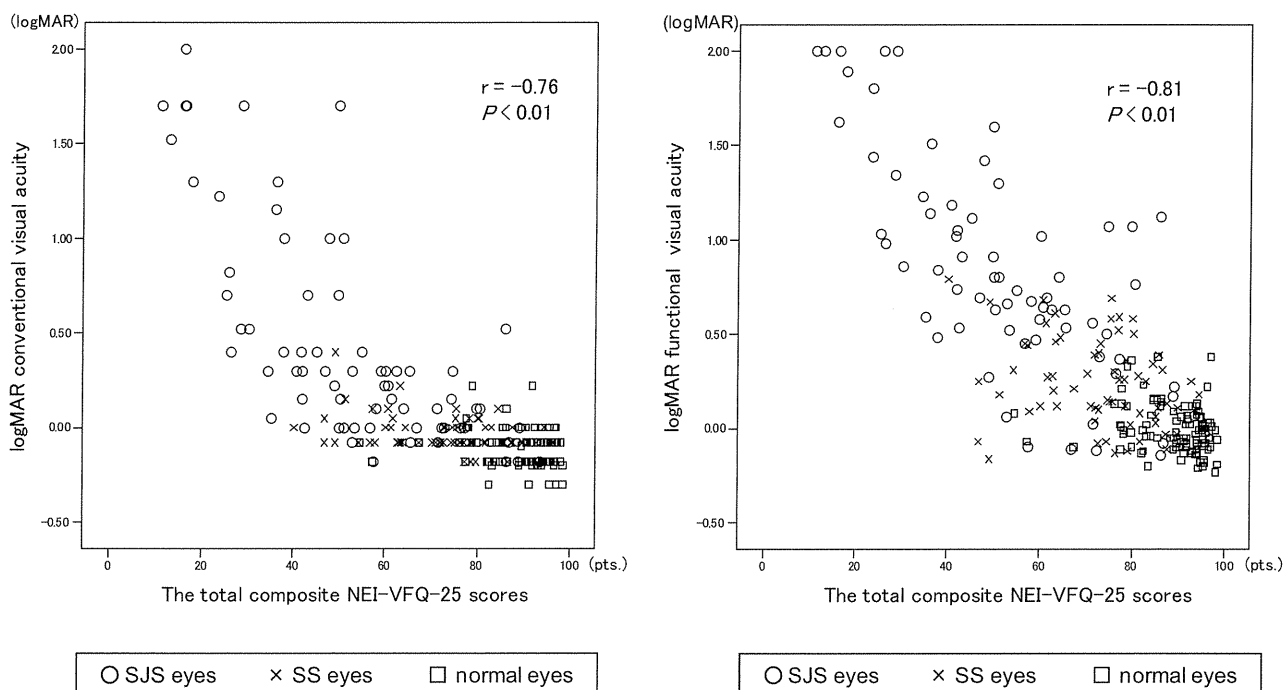 (logMAR)
2.00
1.50
1.00
0.50
0.00
-0.50
logMAR conventional visual acuity
r = -0.76
P < 0.01
0 20 40 60 80 100 (pts.)
The total composite NEI-VFQ-25 scores
SJS eyes × SS eyes normal eyes
(logMAR)
2.00
1.50
1.00
0.50
0.00
-0.50
logMAR functional visual acuity
r = -0.81
P < 0.01
0 20 40 60 80 100 (pts.)
The total composite NEI-VFQ-25 scores
SJS eyes × SS eyes normal eyes